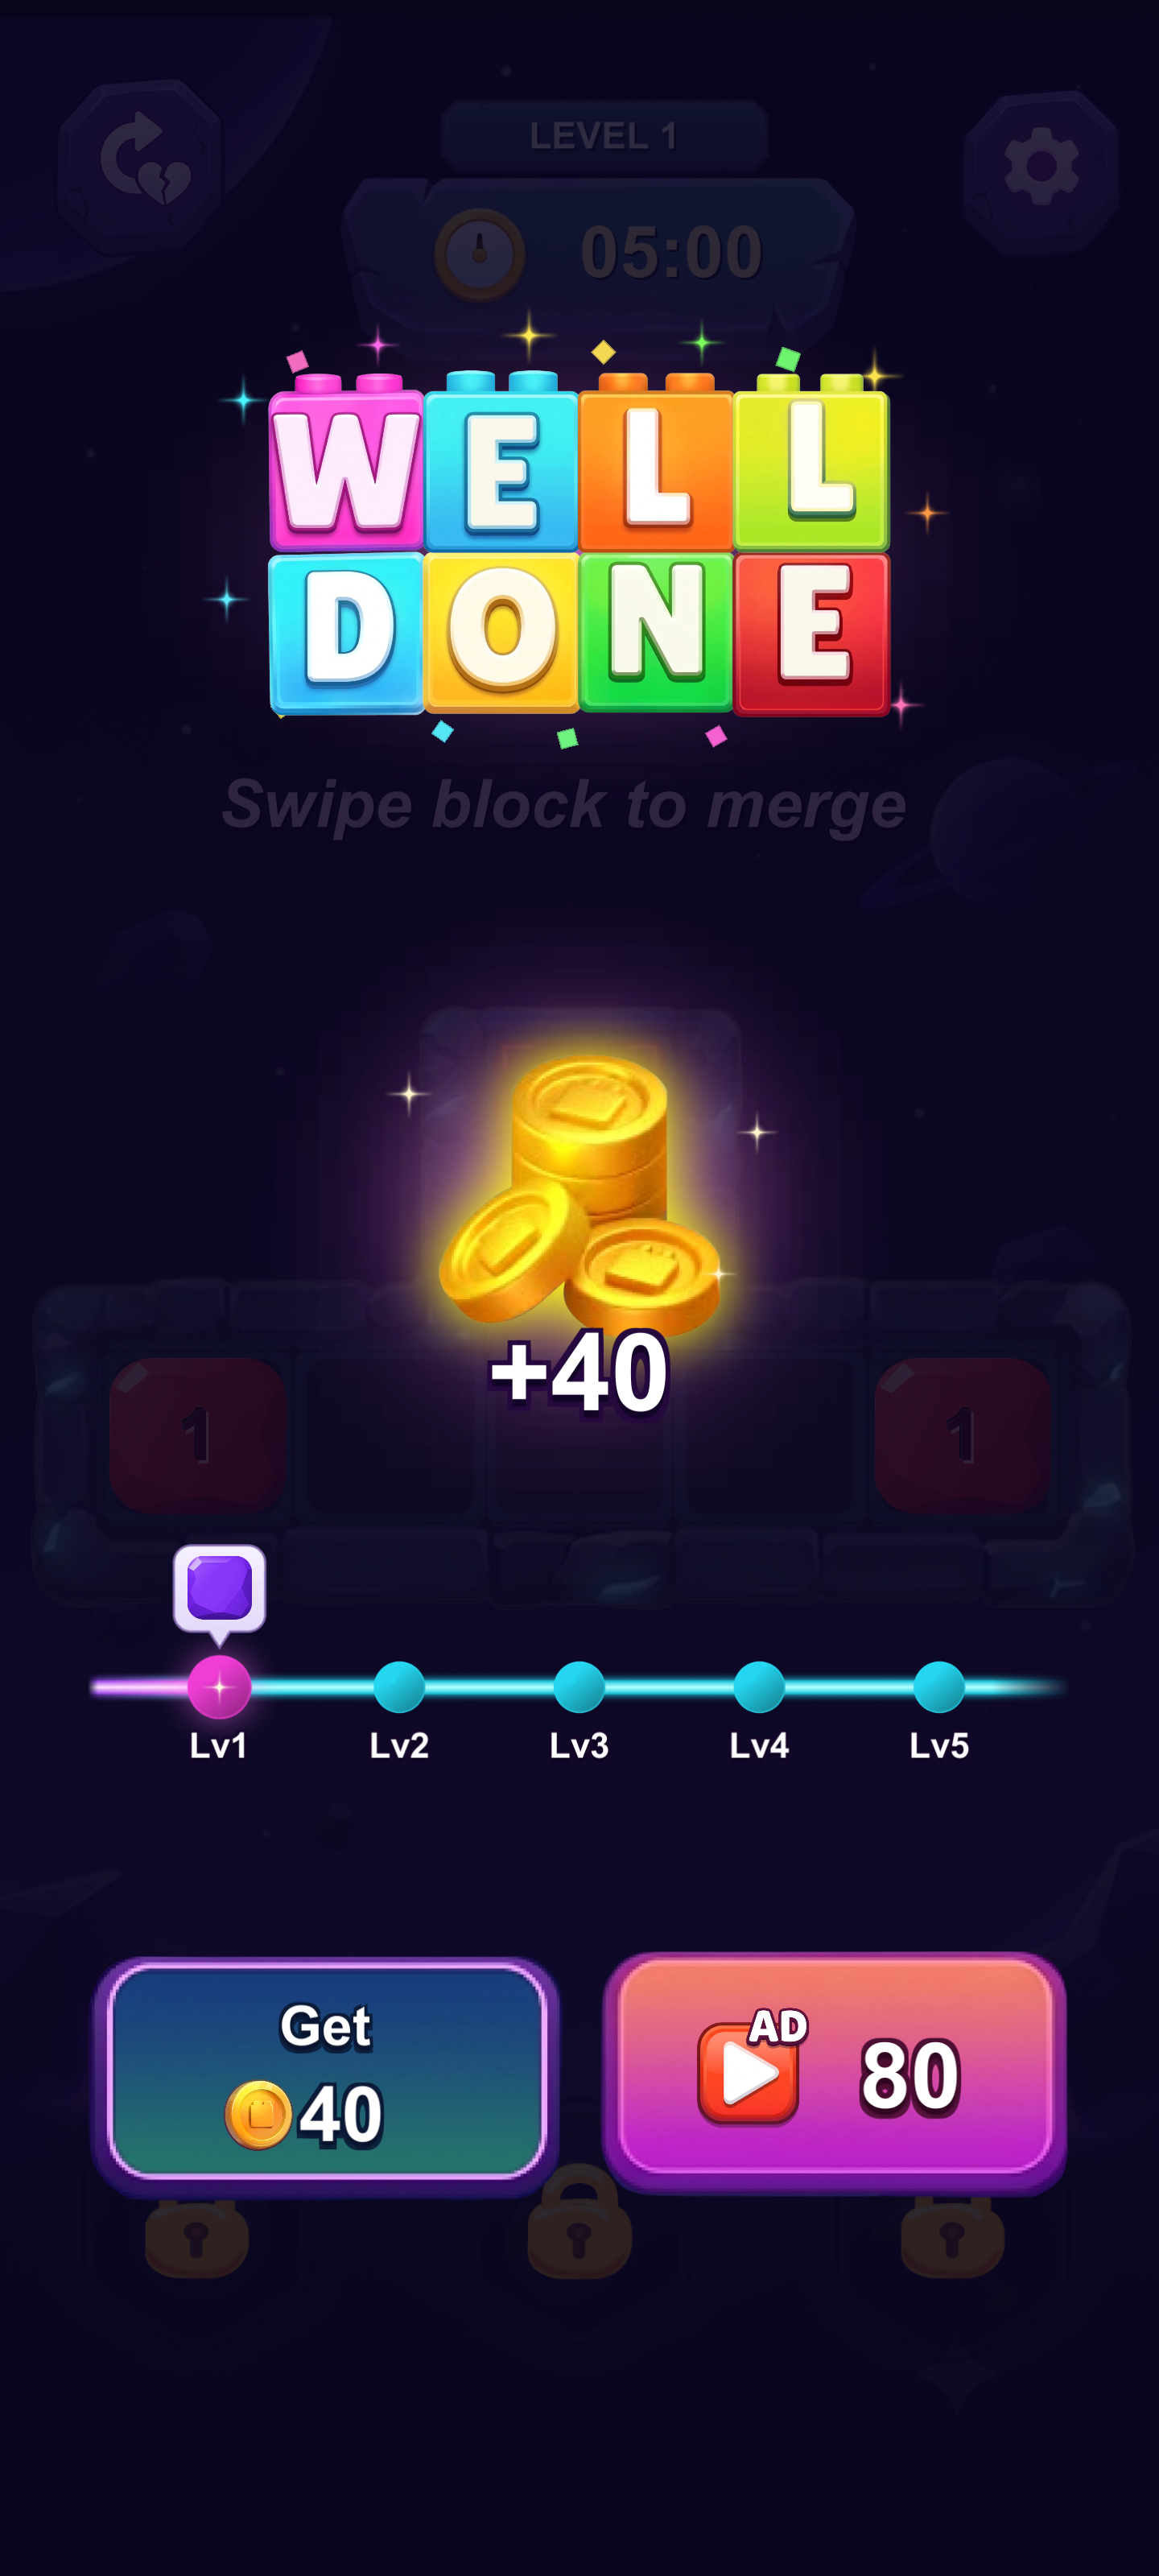 LEVEL 1
05:00
WELL
DONE
Swipe block to merge
+40
1 1
Lv1 Lv2 Lv3 Lv4 Lv5
Get
40
AD
80